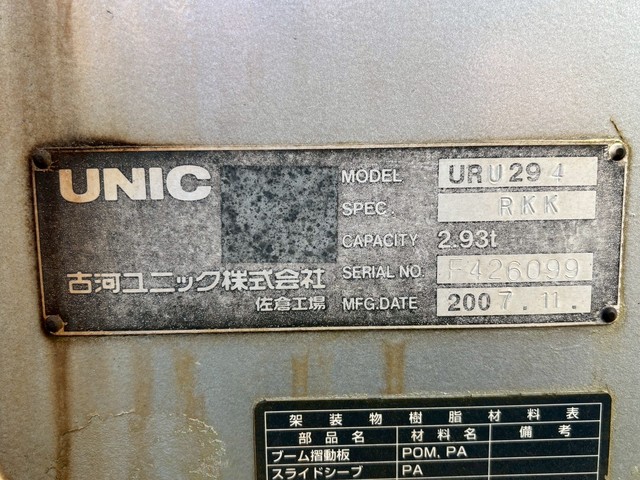 UNIC
MODEL URU294
SPEC. RKK
CAPACITY 2.93t
SERIAL NO. F426099
MFG.DATE 2007.11.
古河ユニック株式会社
佐倉工場
架装物樹脂材料表
部品名 材料名 備考
ブーム摺動板 POM, PA
スライドシーブ PA